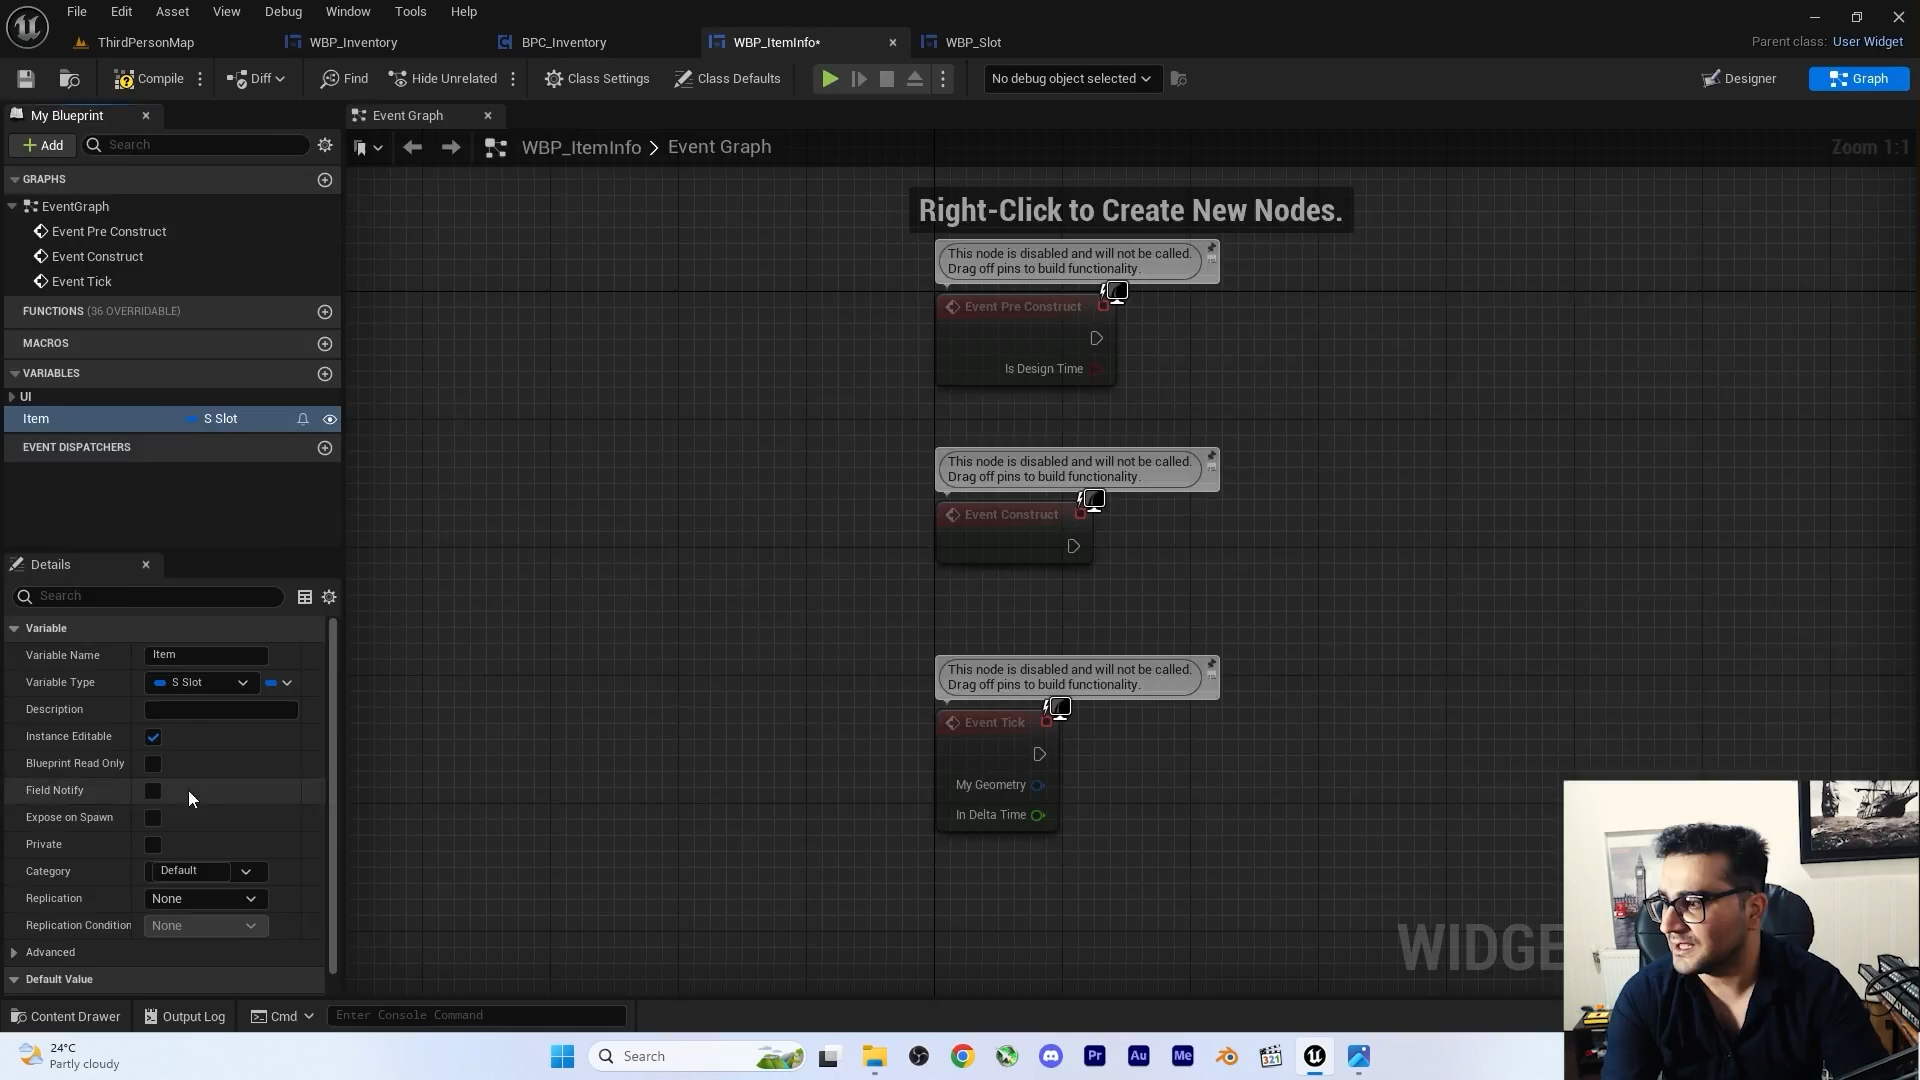 File Edit Asset View Debug Window Tools Help
ThirdPersonMap WBP_Inventory BPC_Inventory WBP_ItemInfo* WBP_Slot Parent class: User Widget
Compile Diff Find Hide Unrelated Class Settings Class Defaults No debug object selected Designer Graph
My Blueprint Event Graph
Add Search WBP_ItemInfo > Event Graph Zoom 1:1
GRAPHS
EventGraph
Event Pre Construct
Event Construct
Event Tick
FUNCTIONS (36 OVERRIDABLE)
MACROS
VARIABLES
UI
Item S Slot
EVENT DISPATCHERS
Right-Click to Create New Nodes.
This node is disabled and will not be called.
Drag off pins to build functionality.
Event Pre Construct
Is Design Time
This node is disabled and will not be called.
Drag off pins to build functionality.
Event Construct
This node is disabled and will not be called.
Drag off pins to build functionality.
Event Tick
My Geometry
In Delta Time
WIDGE
Details
Search
Variable
Variable Name Item
Variable Type S Slot
Description
Instance Editable
Blueprint Read Only
Field Notify
Expose on Spawn
Private
Category Default
Replication None
Replication Condition None
Advanced
Default Value
Content Drawer Output Log Cmd Enter Console Command
24°C
Partly cloudy
Search Pr Au Me 321